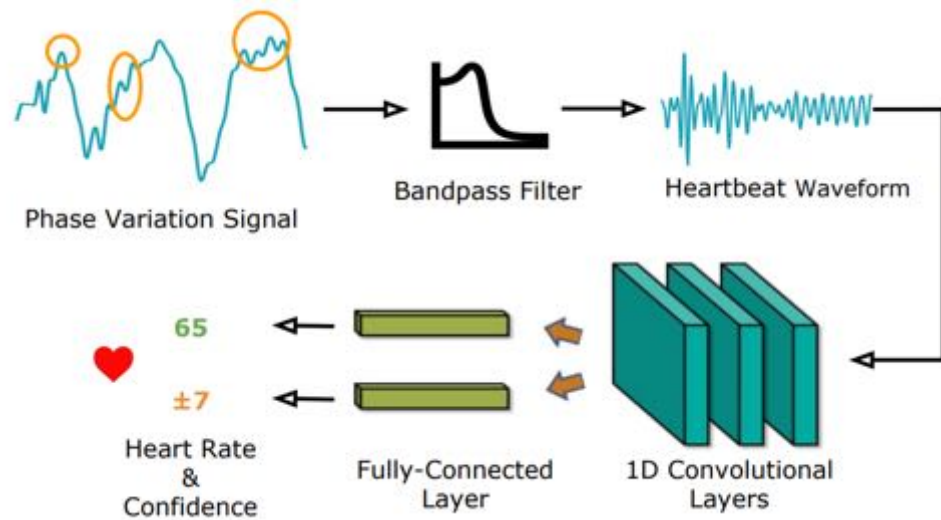 Phase Variation Signal
Bandpass Filter
Heartbeat Waveform
65
±7
Heart Rate
&
Confidence
Fully-Connected
Layer
1D Convolutional
Layers